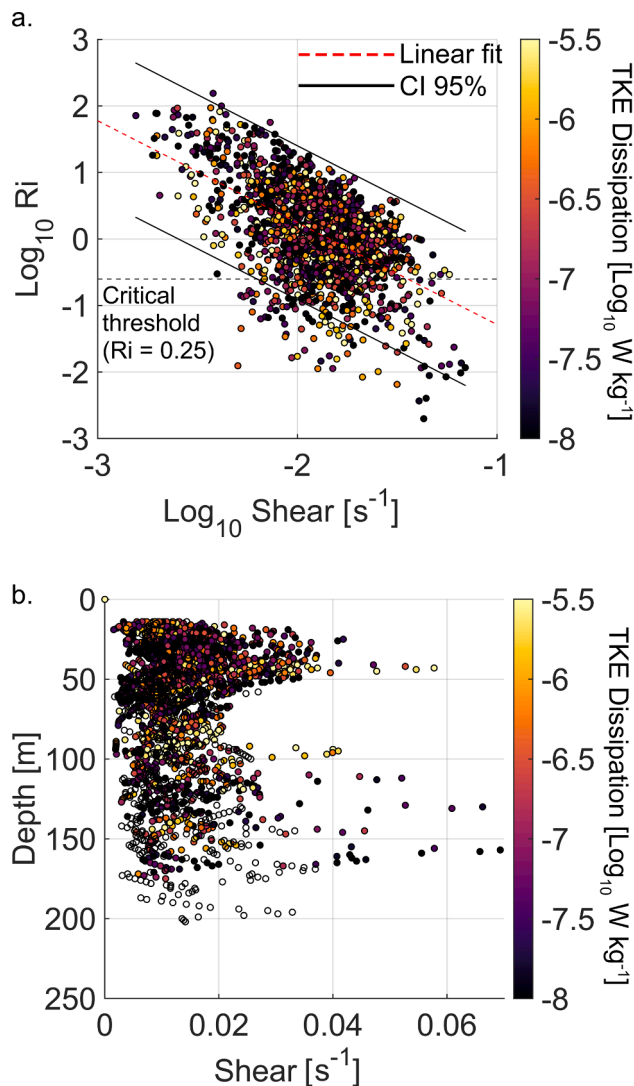 a.
3
2
1
0
-1
-2
-3
Log10 Ri
Linear fit
CI 95%
Critical
threshold
(Ri = 0.25)
-3
-2
-1
Log10 Shear [s-1]
-5.5
-6
-6.5
-7
-7.5
-8
TKE Dissipation [Log10 W kg-1]
b.
0
50
100
150
200
250
Depth [m]
0
0.02
0.04
0.06
Shear [s-1]
-5.5
-6
-6.5
-7
-7.5
-8
TKE Dissipation [Log10 W kg-1]